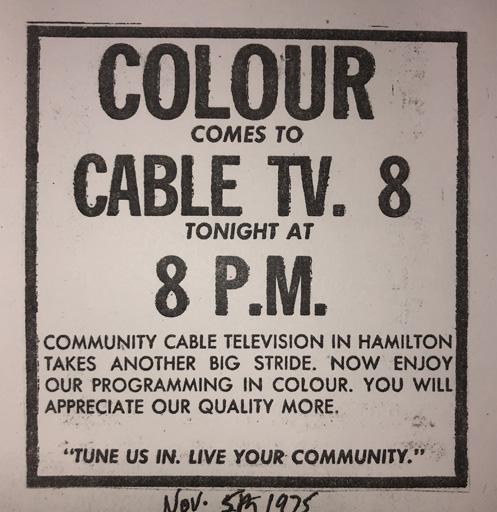 COLOUR
COMES TO
CABLE TV. 8
TONIGHT AT
8 P.M.
COMMUNITY CABLE TELEVISION IN HAMILTON
TAKES ANOTHER BIG STRIDE. NOW ENJOY
OUR PROGRAMMING IN COLOUR. YOU WILL
APPRECIATE OUR QUALITY MORE.
“TUNE US IN. LIVE YOUR COMMUNITY.”
Nov. 5th 1975